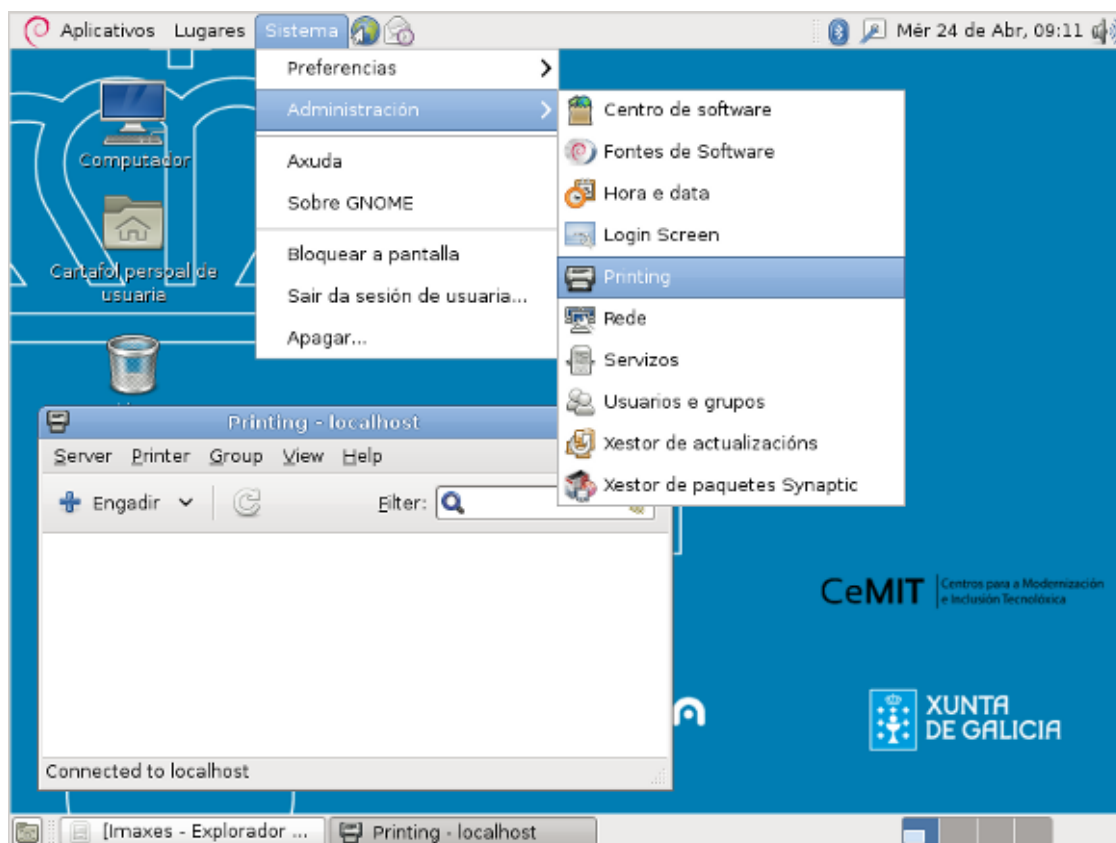 Aplicativos Lugares Sistema
Mér 24 de Abr, 09:11
Preferencias
Administración
Axuda
Sobre GNOME
Bloquear a pantalla
Sair da sesión de usuaria...
Apagar...
Centro de software
Fontes de Software
Hora e data
Login Screen
Printing
Rede
Servizos
Usuarios e grupos
Xestor de actualizacións
Xestor de paquetes Synaptic
Computador
Cartafol persoal de
usuaria
Printing - localhost
Server Printer Group View Help
Engadir Filter:
Connected to localhost
CeMIT Centros para a Modernización
e Inclusión Tecnolóxica
XUNTA
DE GALICIA
[Imaxes - Explorador ... Printing - localhost